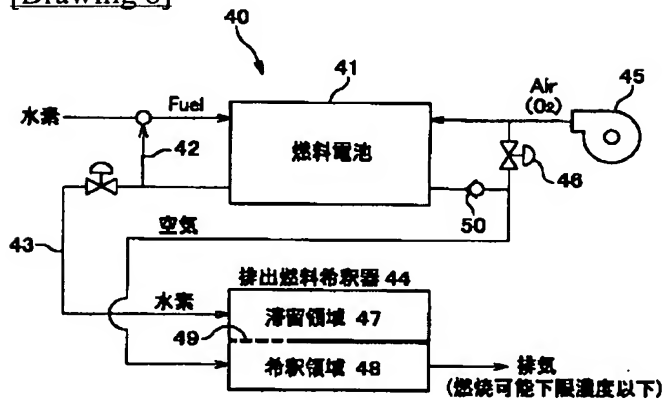 [Drawing 6]
40
41
45
水素
Fuel
Air
(O₂)
燃料電池
42
46
50
43
空気
排出燃料希釈器 44
水素
滞留領域 47
49
希釈領域 48
排気
(燃焼可能下限濃度以下)